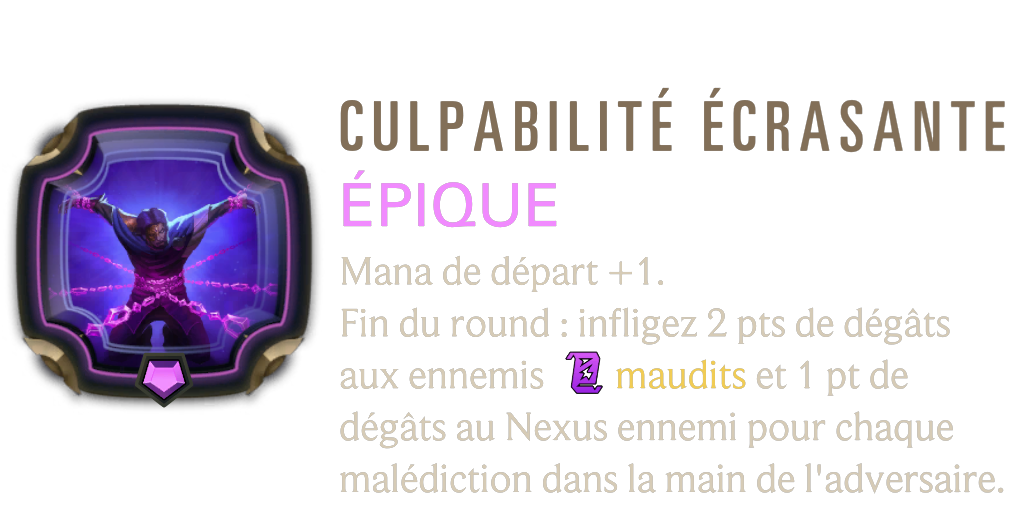 CULPABILITÉ ÉCRASANTE
ÉPIQUE
Mana de départ +1.
Fin du round : infligez 2 pts de dégâts
aux ennemis maudits et 1 pt de
dégâts au Nexus ennemi pour chaque
malédiction dans la main de l'adversaire.